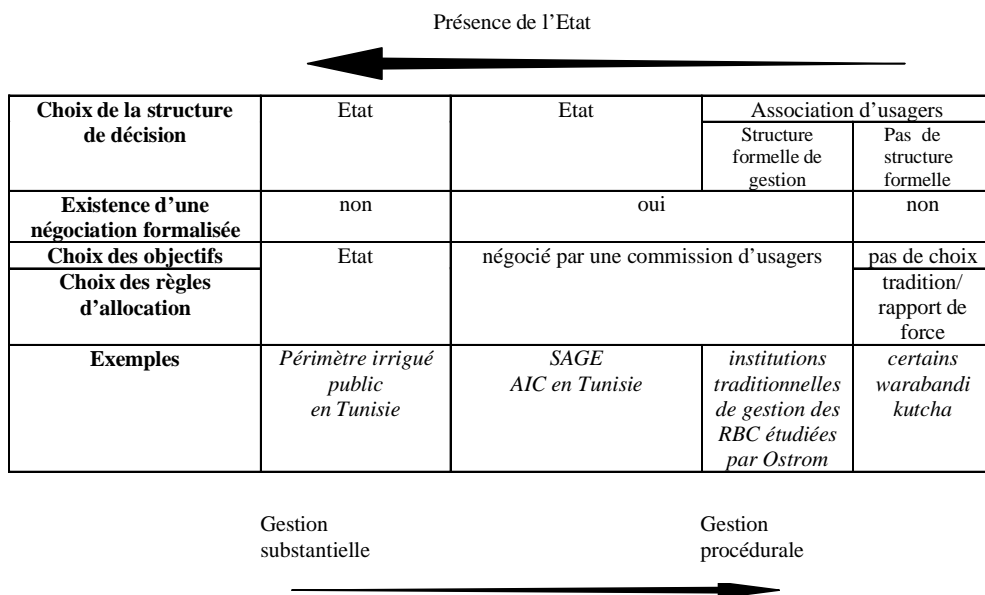 Présence de l’Etat
Choix de la structure
de décision
Etat
Etat
Association d’usagers
Structure
formelle de
gestion
Pas de
structure
formelle
Existence d’une
négociation formalisée
non
oui
non
Choix des objectifs
Choix des règles
d’allocation
Etat
négocié par une commission d’usagers
pas de choix
tradition/
rapport de
force
Exemples
Périmètre irrigué
public
en Tunisie
SAGE
AIC en Tunisie
institutions
traditionnelles
de gestion des
RBC étudiées
par Ostrom
certains
warabandi
kutcha
Gestion
substantielle
Gestion
procédurale